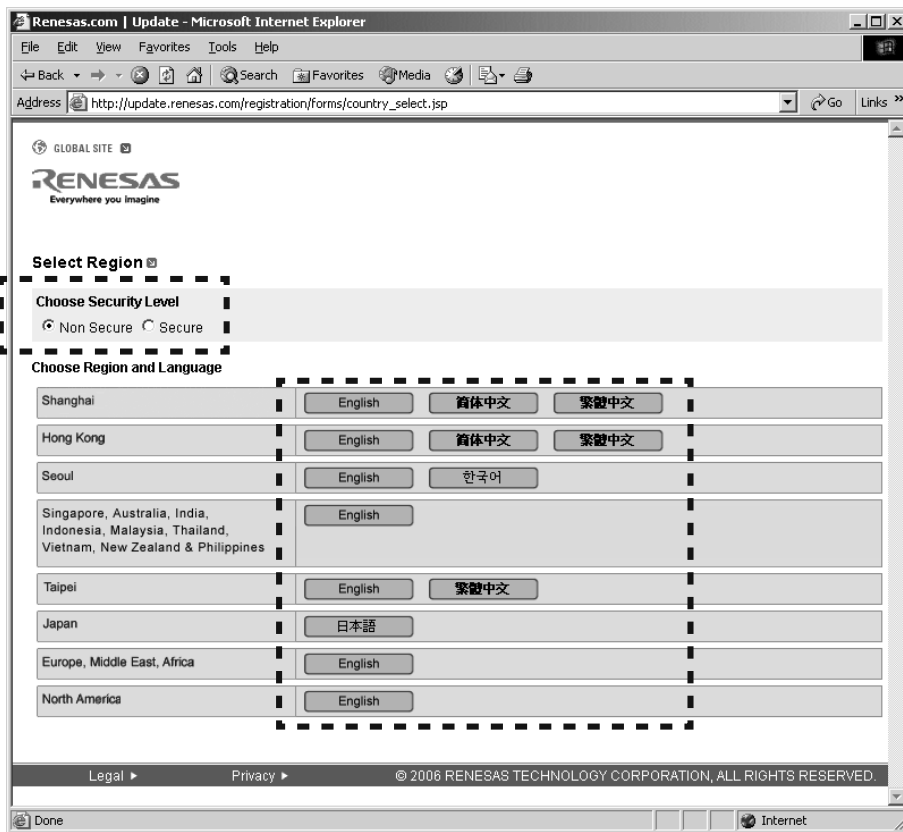 Renesas.com | Update - Microsoft Internet Explorer
File Edit View Favorites Tools Help
Back Search Favorites Media
Address http://update.renesas.com/registration/forms/country_select.jsp Go Links »
GLOBAL SITE
RENESAS
Everywhere you imagine
Select Region
Choose Security Level
Non Secure Secure
Choose Region and Language
Shanghai English 简体中文 繁體中文
Hong Kong English 简体中文 繁體中文
Seoul English 한국어
Singapore, Australia, India, English
Indonesia, Malaysia, Thailand,
Vietnam, New Zealand & Philippines
Taipei English 繁體中文
Japan 日本語
Europe, Middle East, Africa English
North America English
Legal Privacy © 2006 RENESAS TECHNOLOGY CORPORATION, ALL RIGHTS RESERVED.
Done Internet